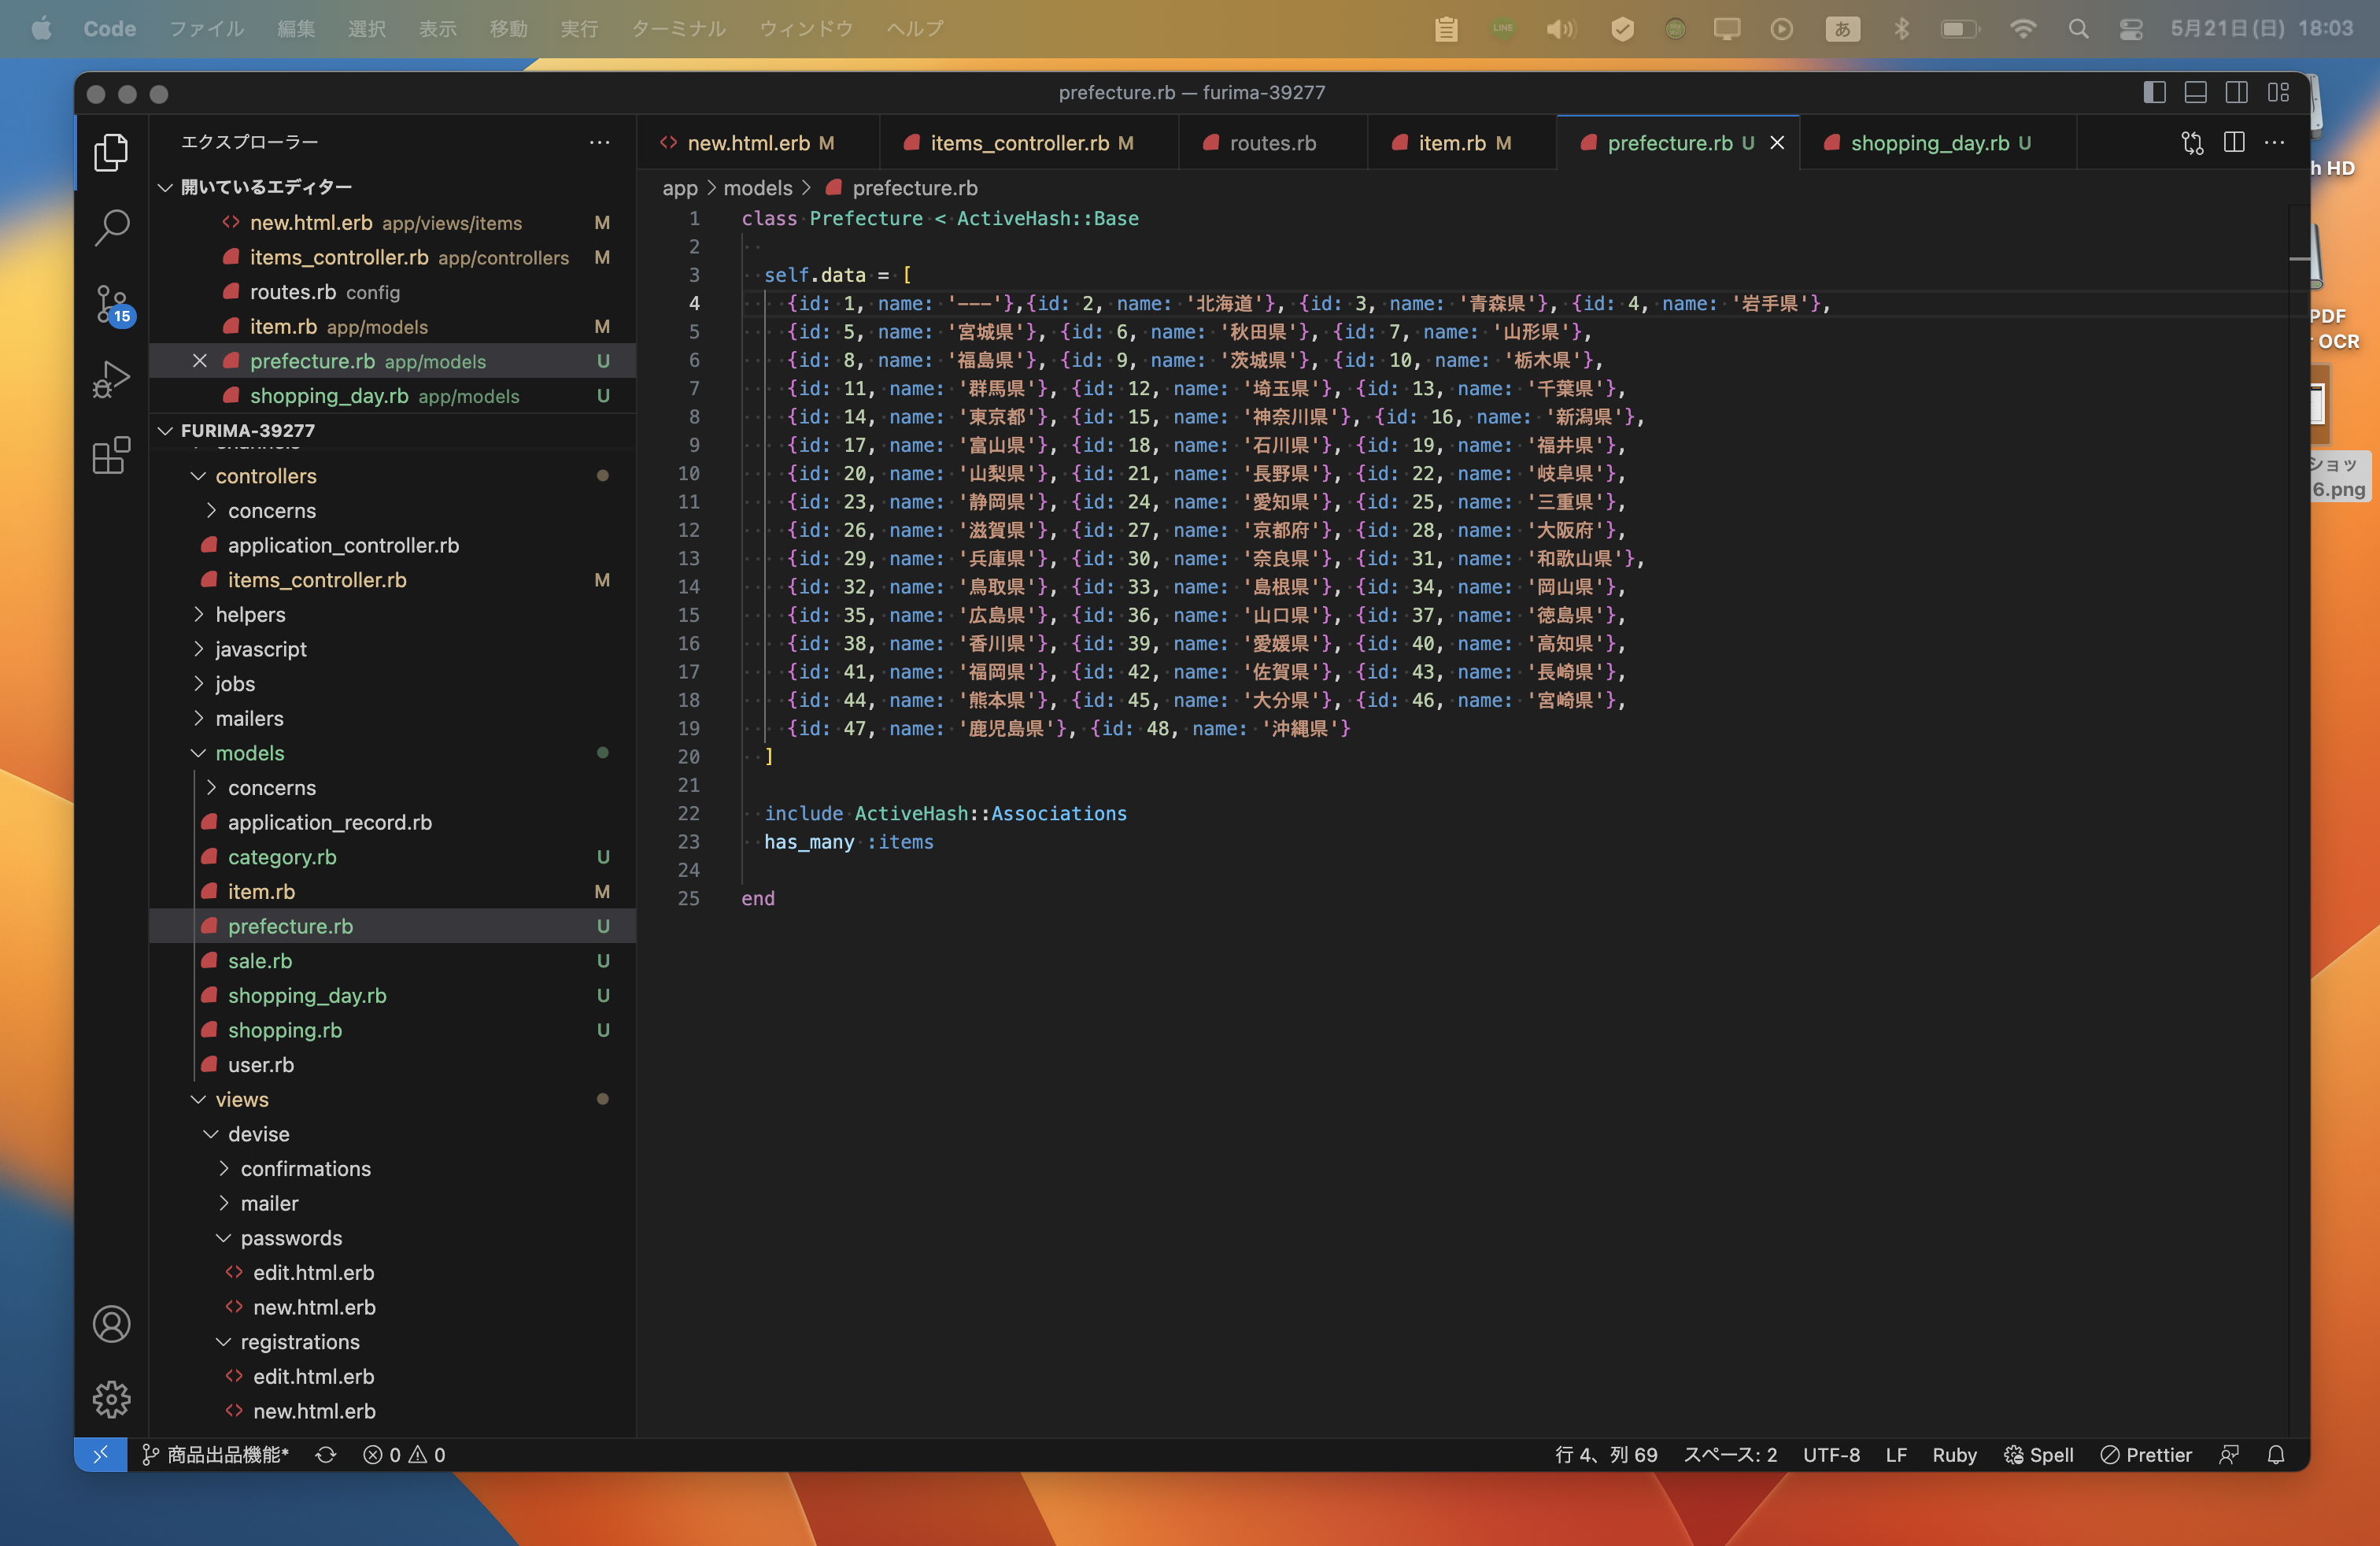 Code ファイル 編集 選択 表示 移動 実行 ターミナル ウィンドウ ヘルプ LINE あ 5月21日(日) 18:03
prefecture.rb — furima-39277
エクスプローラー
開いているエディター
new.html.erb app/views/items M
items_controller.rb app/controllers M
routes.rb config
item.rb app/models M
prefecture.rb app/models U
shopping_day.rb app/models U
15
FURIMA-39277
controllers
concerns
application_controller.rb
items_controller.rb M
helpers
javascript
jobs
mailers
models
concerns
application_record.rb
category.rb U
item.rb M
prefecture.rb U
sale.rb U
shopping_day.rb U
shopping.rb U
user.rb
views
devise
confirmations
mailer
passwords
edit.html.erb
new.html.erb
registrations
edit.html.erb
new.html.erb
new.html.erb M items_controller.rb M routes.rb item.rb M prefecture.rb U shopping_day.rb U
app > models > prefecture.rb
1 class Prefecture < ActiveHash::Base
2
3 self.data = [
4 {id: 1, name: '---'},{id: 2, name: '北海道'}, {id: 3, name: '青森県'}, {id: 4, name: '岩手県'},
5 {id: 5, name: '宮城県'}, {id: 6, name: '秋田県'}, {id: 7, name: '山形県'},
6 {id: 8, name: '福島県'}, {id: 9, name: '茨城県'}, {id: 10, name: '栃木県'},
7 {id: 11, name: '群馬県'}, {id: 12, name: '埼玉県'}, {id: 13, name: '千葉県'},
8 {id: 14, name: '東京都'}, {id: 15, name: '神奈川県'}, {id: 16, name: '新潟県'},
9 {id: 17, name: '富山県'}, {id: 18, name: '石川県'}, {id: 19, name: '福井県'},
10 {id: 20, name: '山梨県'}, {id: 21, name: '長野県'}, {id: 22, name: '岐阜県'},
11 {id: 23, name: '静岡県'}, {id: 24, name: '愛知県'}, {id: 25, name: '三重県'},
12 {id: 26, name: '滋賀県'}, {id: 27, name: '京都府'}, {id: 28, name: '大阪府'},
13 {id: 29, name: '兵庫県'}, {id: 30, name: '奈良県'}, {id: 31, name: '和歌山県'},
14 {id: 32, name: '鳥取県'}, {id: 33, name: '島根県'}, {id: 34, name: '岡山県'},
15 {id: 35, name: '広島県'}, {id: 36, name: '山口県'}, {id: 37, name: '徳島県'},
16 {id: 38, name: '香川県'}, {id: 39, name: '愛媛県'}, {id: 40, name: '高知県'},
17 {id: 41, name: '福岡県'}, {id: 42, name: '佐賀県'}, {id: 43, name: '長崎県'},
18 {id: 44, name: '熊本県'}, {id: 45, name: '大分県'}, {id: 46, name: '宮崎県'},
19 {id: 47, name: '鹿児島県'}, {id: 48, name: '沖縄県'}
20 ]
21
22 include ActiveHash::Associations
23 has_many :items
24
25 end
h HD
PDF
OCR
ショッ
6.png
商品出品機能* 0 0 行 4、列 69 スペース: 2 UTF-8 LF Ruby Spell Prettier